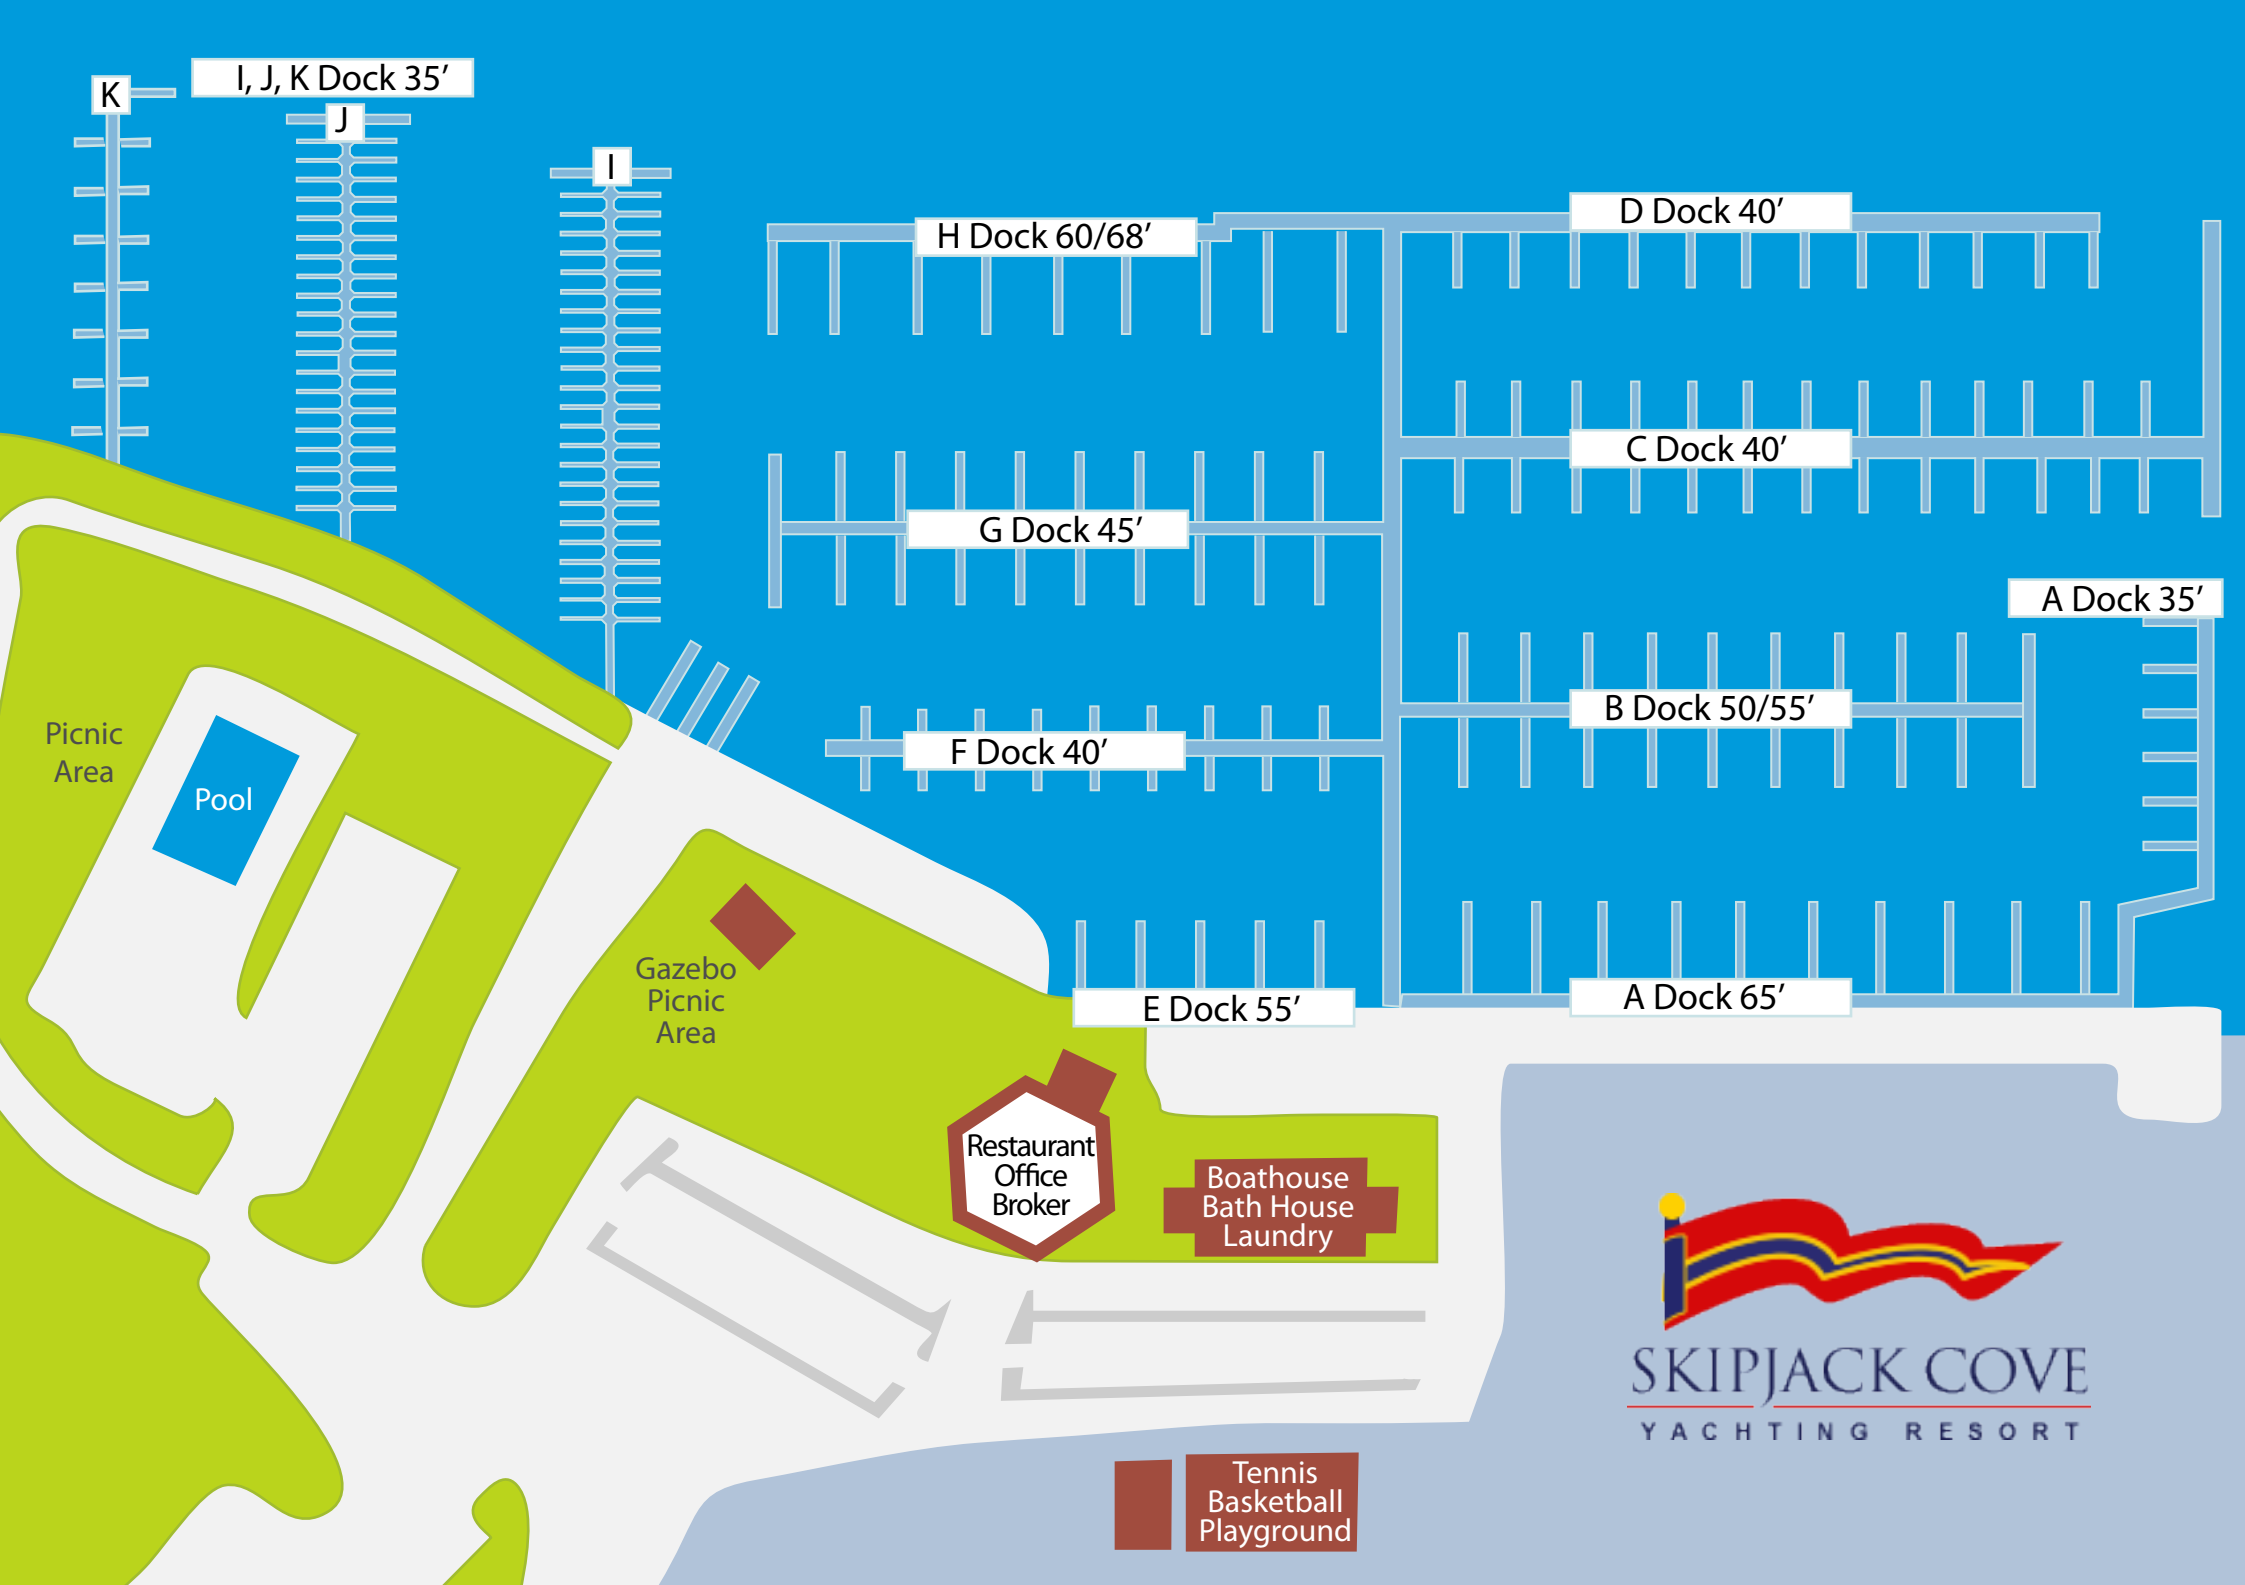 I, J, K Dock 35’
K
J
I
H Dock 60/68’
D Dock 40’
C Dock 40’
G Dock 45’
A Dock 35’
B Dock 50/55’
F Dock 40’
Picnic
Area
Pool
Gazebo
Picnic
Area
E Dock 55’
A Dock 65’
Restaurant
Office
Broker
Boathouse
Bath House
Laundry
SKIPJACK COVE
YACHTING RESORT
Tennis
Basketball
Playground